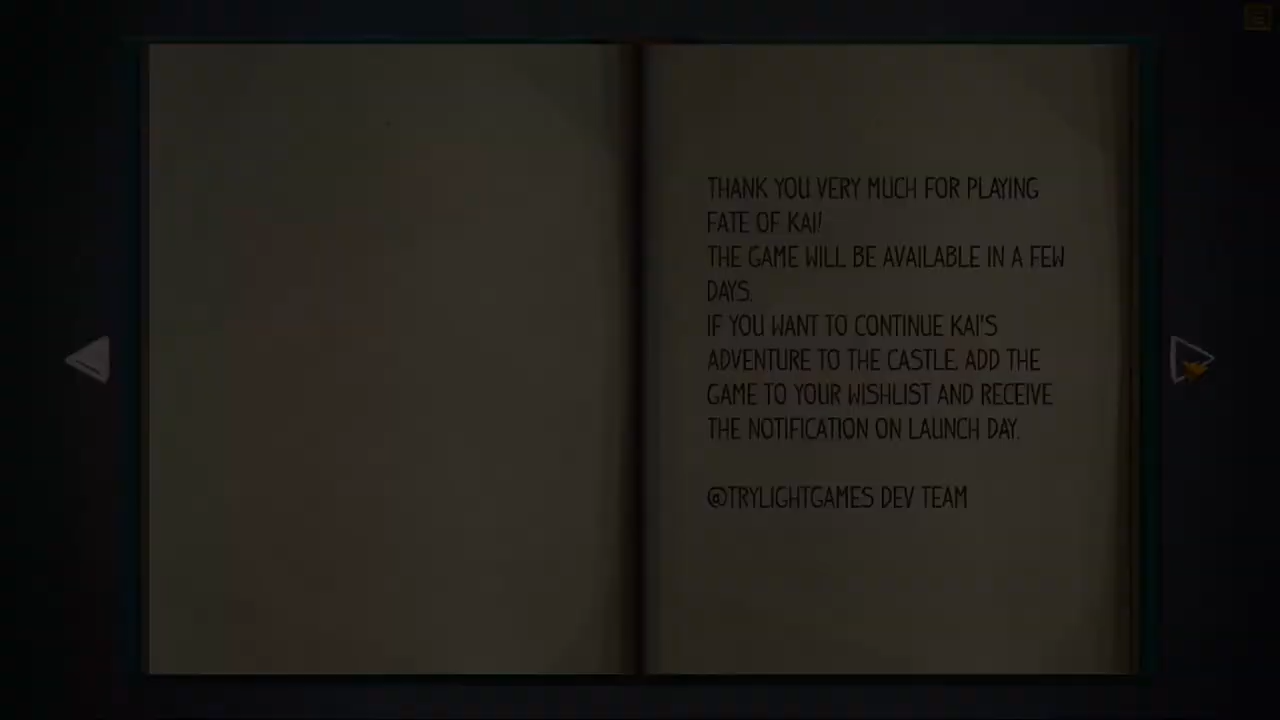 THANK YOU VERY MUCH FOR PLAYING
FATE OF KAI!
THE GAME WILL BE AVAILABLE IN A FEW
DAYS.
IF YOU WANT TO CONTINUE KAI'S
ADVENTURE TO THE CASTLE, ADD THE
GAME TO YOUR WISHLIST AND RECEIVE
THE NOTIFICATION ON LAUNCH DAY.
@TRYLIGHTGAMES DEV TEAM